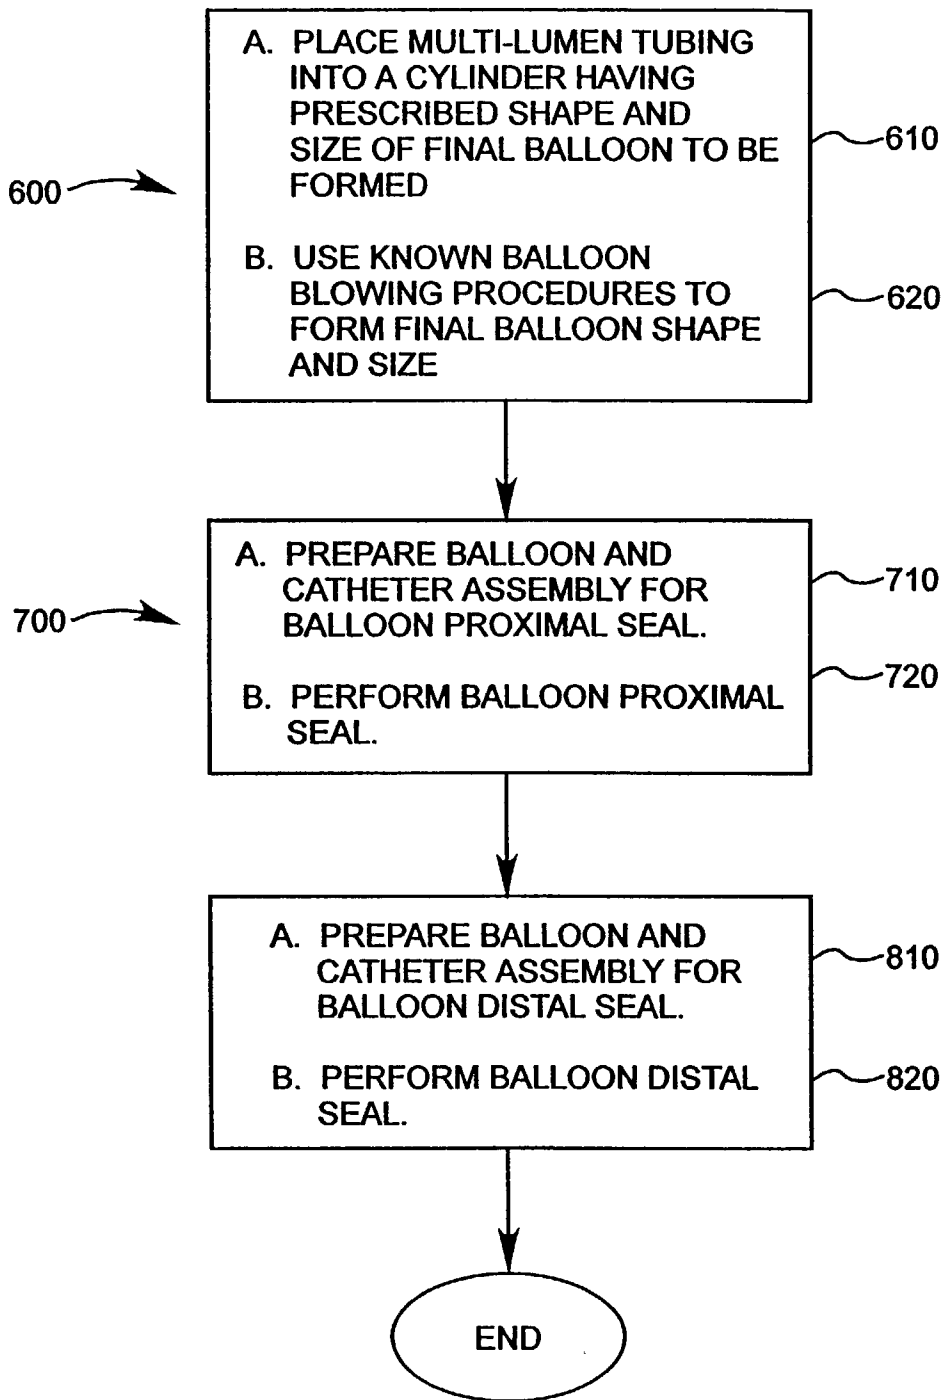 A. PLACE MULTI-LUMEN TUBING
INTO A CYLINDER HAVING
PRESCRIBED SHAPE AND
SIZE OF FINAL BALLOON TO BE
FORMED
610
600
B. USE KNOWN BALLOON
BLOWING PROCEDURES TO
FORM FINAL BALLOON SHAPE
AND SIZE
620
A. PREPARE BALLOON AND
CATHETER ASSEMBLY FOR
BALLOON PROXIMAL SEAL.
710
700
B. PERFORM BALLOON PROXIMAL
SEAL.
720
A. PREPARE BALLOON AND
CATHETER ASSEMBLY FOR
BALLOON DISTAL SEAL.
810
B. PERFORM BALLOON DISTAL
SEAL.
820
END